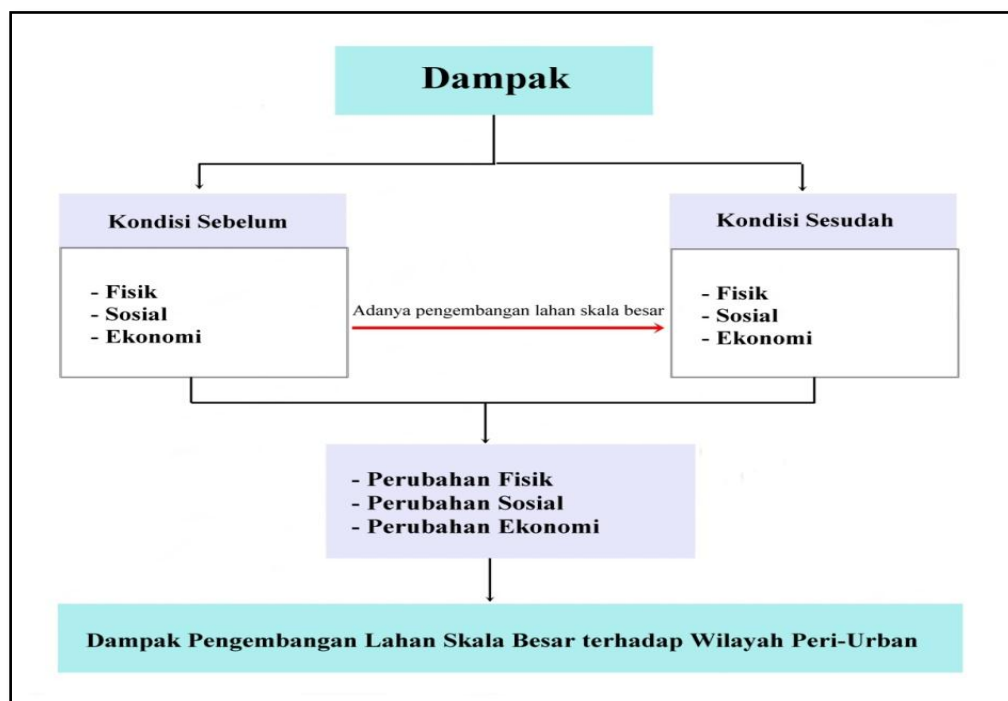 Dampak
Kondisi Sebelum
- Fisik
- Sosial
- Ekonomi
Adanya pengembangan lahan skala besar
Kondisi Sesudah
- Fisik
- Sosial
- Ekonomi
- Perubahan Fisik
- Perubahan Sosial
- Perubahan Ekonomi
Dampak Pengembangan Lahan Skala Besar terhadap Wilayah Peri-Urban